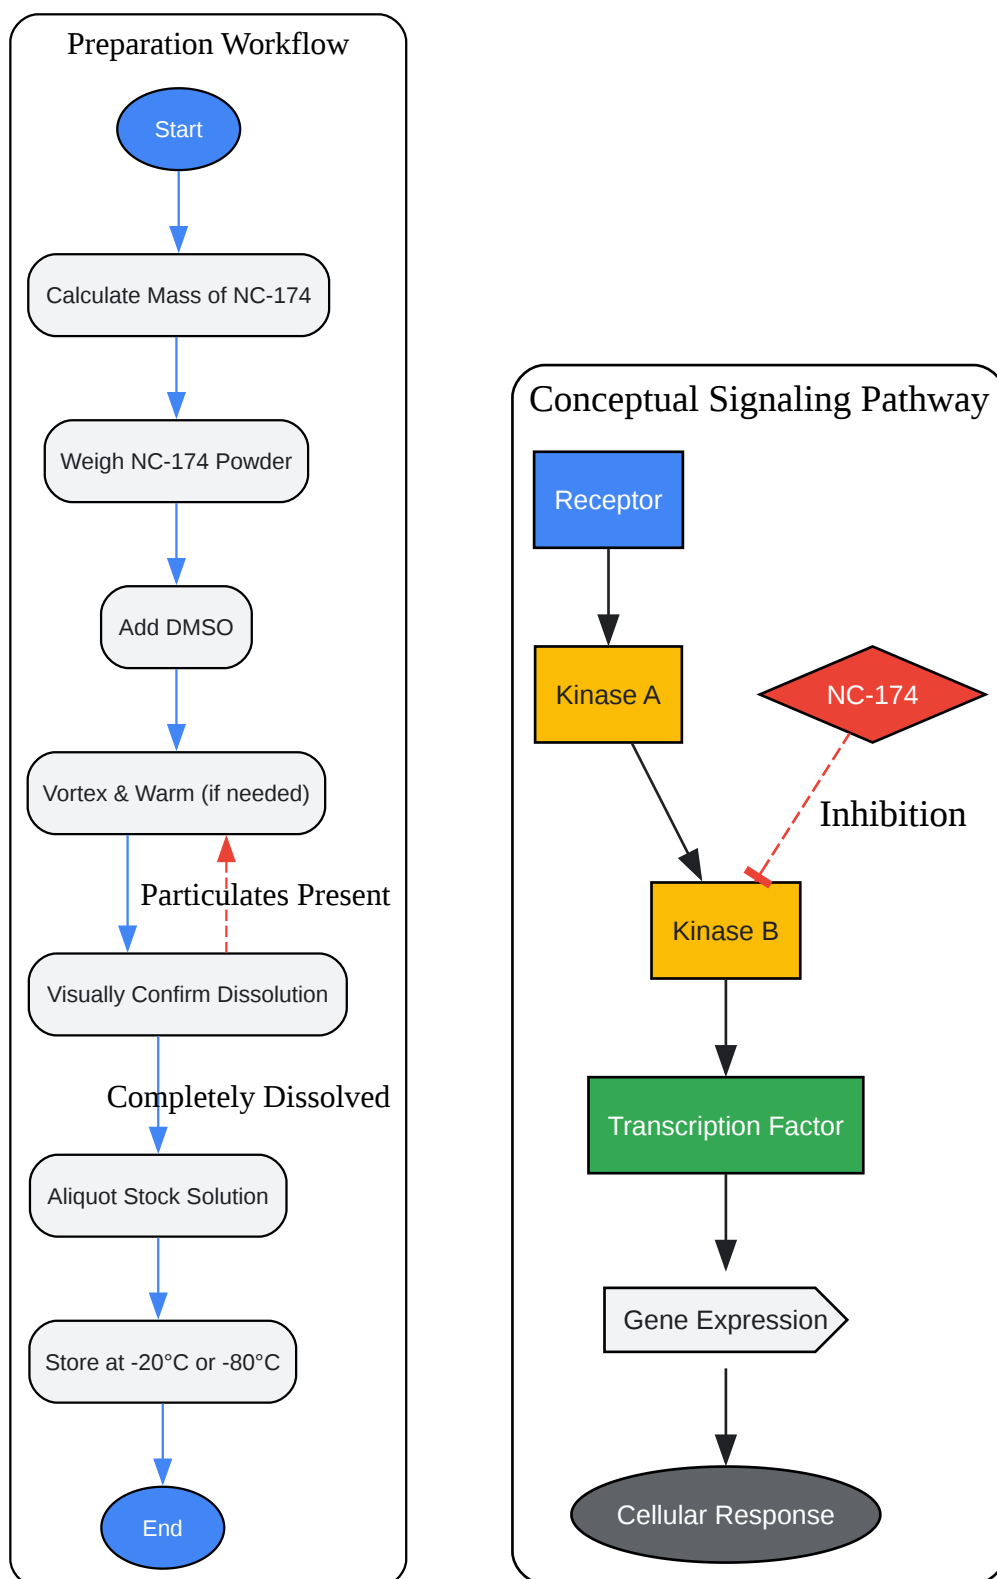 Preparation Workflow
Start
Calculate Mass of NC-174
Weigh NC-174 Powder
Add DMSO
Vortex & Warm (if needed)
Particulates Present
Visually Confirm Dissolution
Completely Dissolved
Aliquot Stock Solution
Store at -20°C or -80°C
End
Conceptual Signaling Pathway
Receptor
Kinase A
NC-174
Inhibition
Kinase B
Transcription Factor
Gene Expression
Cellular Response